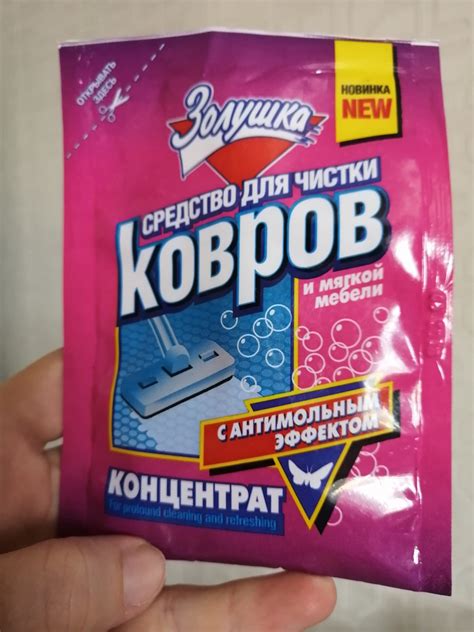 ОТКРЫВАТЬ
ЗДЕСЬ
НОВИНКА
NEW
Золушка
СРЕДСТВО ДЛЯ ЧИСТКИ
КОВРОВ
и мягкой
мебели
С АНТИМОЛЬНЫМ
ЭФФЕКТОМ
КОНЦЕНТРАТ
For profound cleaning and refreshing